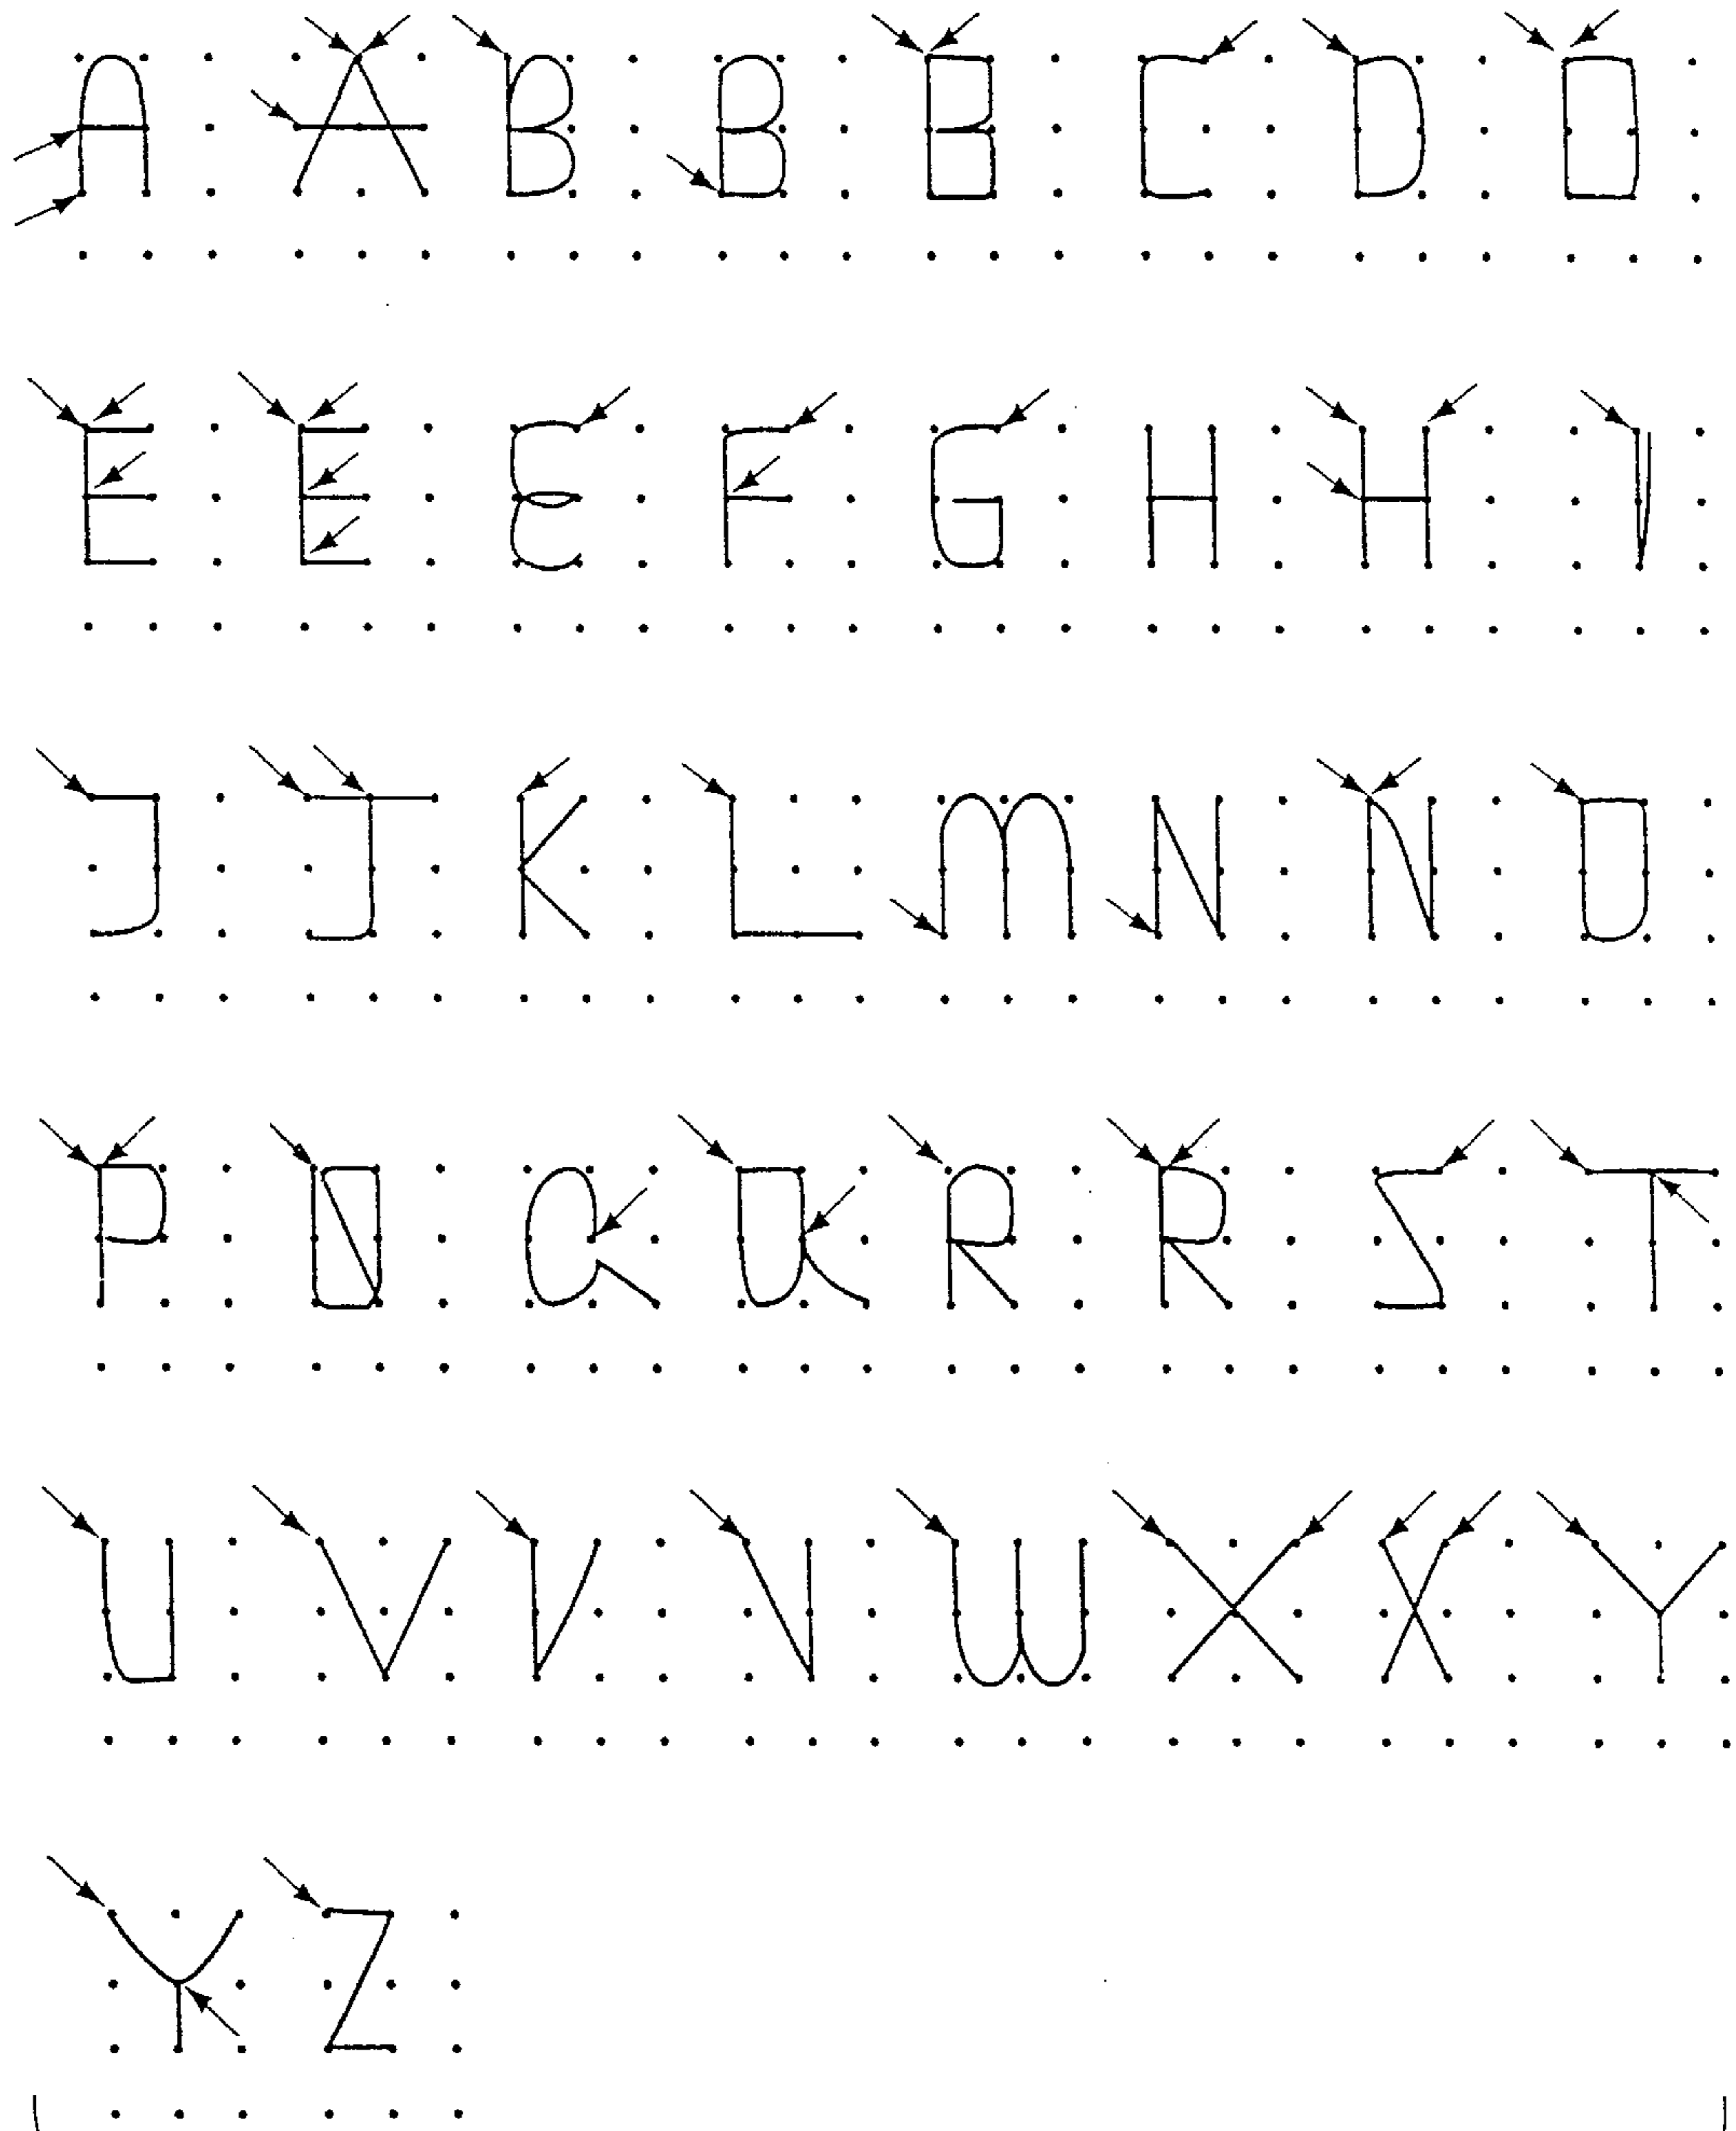 A A B B B C D D
E E E F G H H I
J J K L M N N O
P Q Q Q R R S T
U V V V W X X Y
Y Z